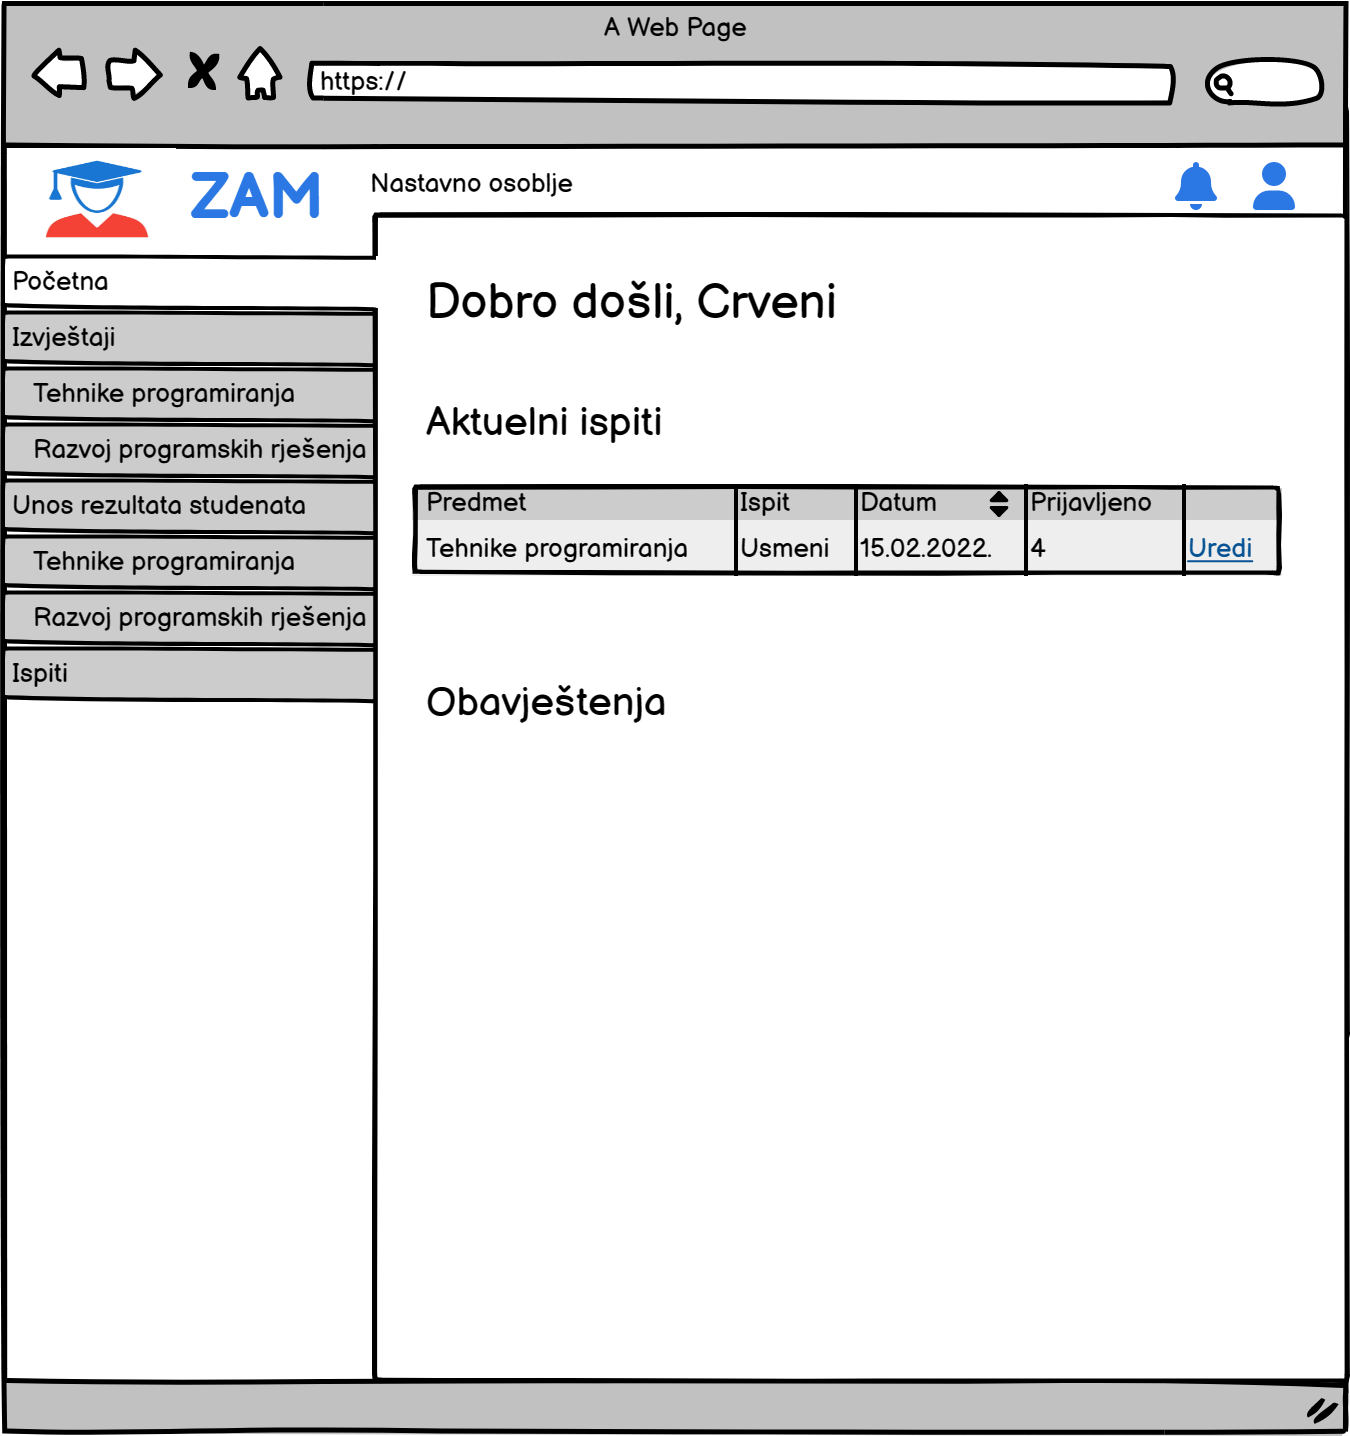 A Web Page
https://
ZAM
Nastavno osoblje
Početna
Izvještaji
Tehnike programiranja
Razvoj programskih rješenja
Unos rezultata studenata
Tehnike programiranja
Razvoj programskih rješenja
Ispiti
Dobro došli, Crveni
Aktuelni ispiti
Predmet Ispit Datum Prijavljeno
Tehnike programiranja Usmeni 15.02.2022. 4 Uredi
Obavještenja